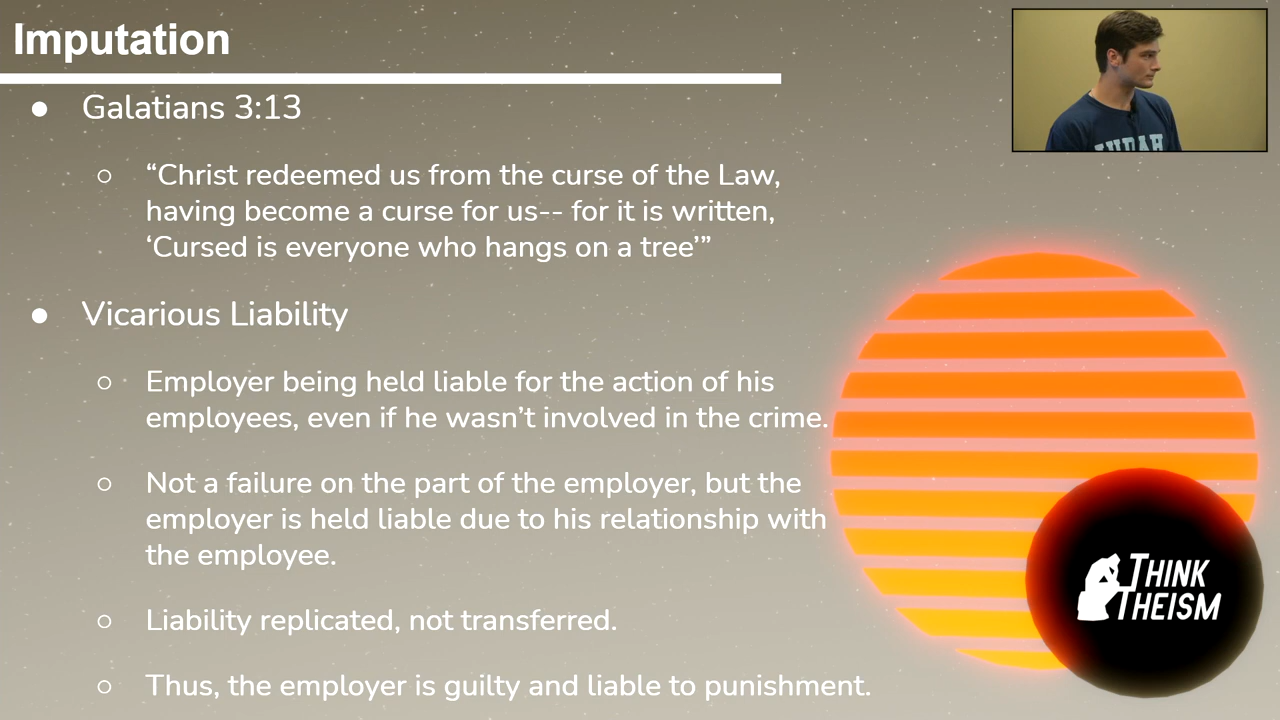 Imputation
● Galatians 3:13
○ “Christ redeemed us from the curse of the Law,
having become a curse for us-- for it is written,
‘Cursed is everyone who hangs on a tree’”
● Vicarious Liability
○ Employer being held liable for the action of his
employees, even if he wasn’t involved in the crime.
○ Not a failure on the part of the employer, but the
employer is held liable due to his relationship with
the employee.
○ Liability replicated, not transferred.
○ Thus, the employer is guilty and liable to punishment.
THINK
THEISM